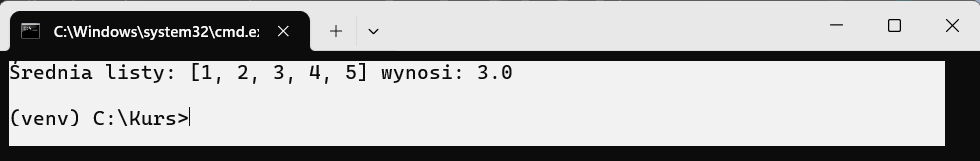 C:\Windows\system32\cmd.e
Średnia listy: [1, 2, 3, 4, 5] wynosi: 3.0
(venv) C:\Kurs>